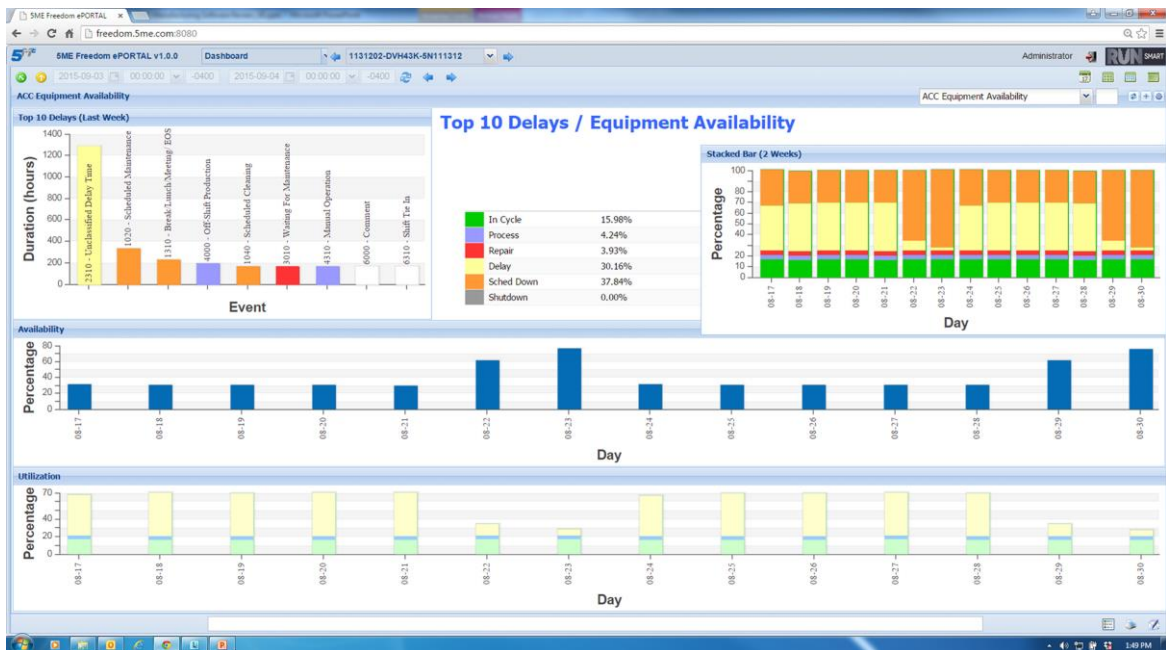 5ME Freedom ePORTAL
freedom.5me.com:8080
5ME
5ME Freedom ePORTAL v1.0.0 Dashboard 1131202-DVH43K-5N111312 Administrator RUN SMART
2015-09-03 00:00:00 -0400 2015-09-04 00:00:00 -0400
ACC Equipment Availability ACC Equipment Availability
Top 10 Delays (Last Week)
Duration (hours)
1400
1200
1000
800
600
400
200
0
2310 - Unclassified Delay Time
1020 - Scheduled Maintenance
1310 - Break/Lunch/Meeting/ EOS
4000 - Off-Shift Production
1040 - Scheduled Cleaning
3010 - Waiting For Maintenance
4310 - Manual Operation
6000 - Comment
6310 - Shift Tie In
Event
Top 10 Delays / Equipment Availability
In Cycle 15.98%
Process 4.24%
Repair 3.93%
Delay 30.16%
Sched Down 37.84%
Shutdown 0.00%
Stacked Bar (2 Weeks)
Percentage
100
80
60
50
40
20
10
0
08-17 08-18 08-19 08-20 08-21 08-22 08-23 08-24 08-25 08-26 08-27 08-28 08-29 08-30
Day
Availability
Percentage
80
60
40
20
0
08-17 08-18 08-19 08-20 08-21 08-22 08-23 08-24 08-25 08-26 08-27 08-28 08-29 08-30
Day
Utilization
Percentage
70
40
20
0
08-17 08-18 08-19 08-20 08-21 08-22 08-23 08-24 08-25 08-26 08-27 08-28 08-29 08-30
Day
1:49 PM